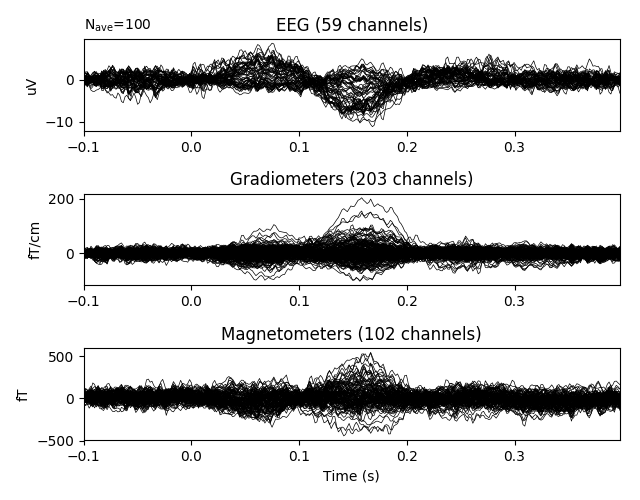 N_ave=100
EEG (59 channels)
uV
0
−10
−0.1 0.0 0.1 0.2 0.3
Gradiometers (203 channels)
fT/cm
200
0
−0.1 0.0 0.1 0.2 0.3
Magnetometers (102 channels)
fT
500
0
−500
−0.1 0.0 0.1 0.2 0.3
Time (s)